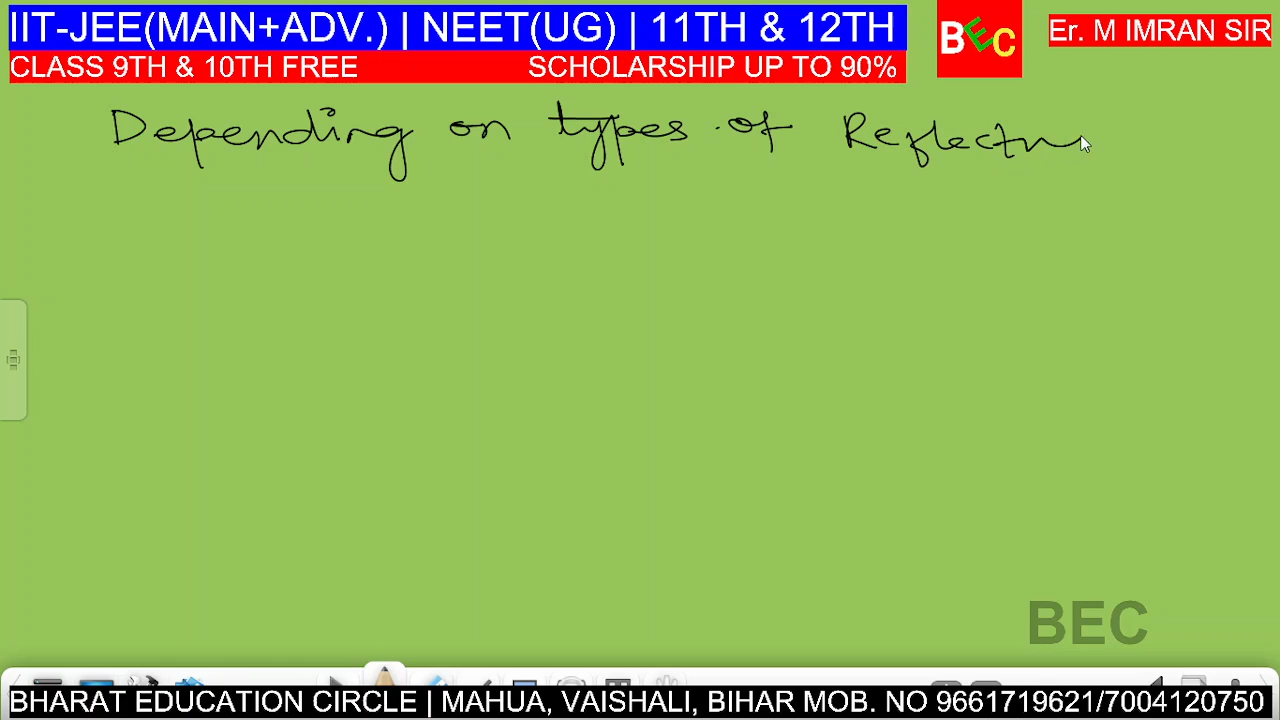 IIT-JEE(MAIN+ADV.) | NEET(UG) | 11TH & 12TH
CLASS 9TH & 10TH FREE SCHOLARSHIP UP TO 90%
BEC
Er. M IMRAN SIR
Depending on types of Reflectn
BEC
BHARAT EDUCATION CIRCLE | MAHUA, VAISHALI, BIHAR MOB. NO 9661719621/7004120750